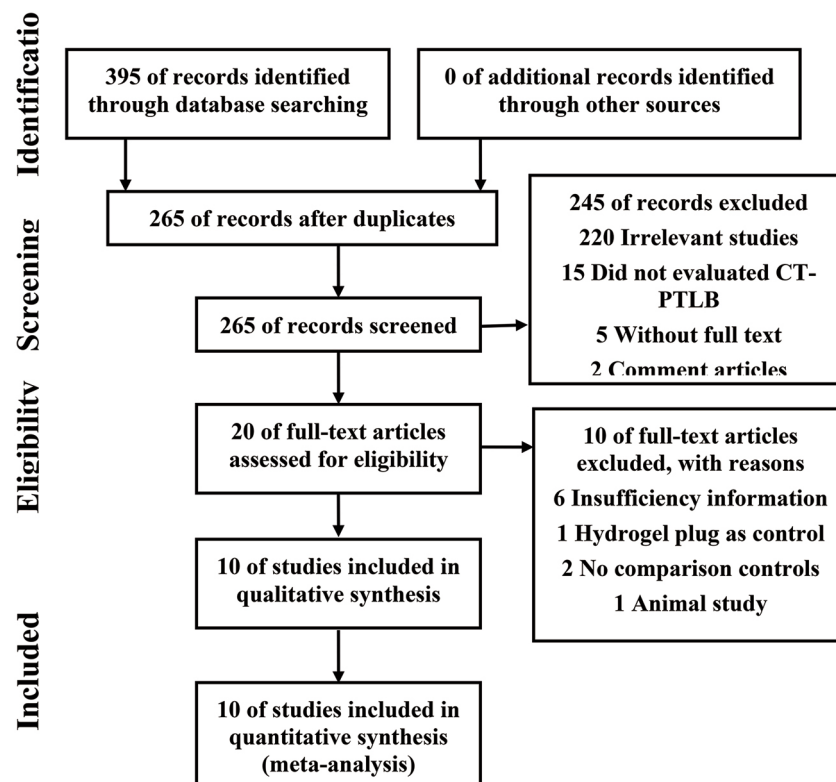 Identificatio
395 of records identified
through database searching
0 of additional records identified
through other sources
265 of records after duplicates
245 of records excluded
220 Irrelevant studies
15 Did not evaluated CT-
PTLB
5 Without full text
2 Comment articles
Screening
265 of records screened
Eligibility
20 of full-text articles
assessed for eligibility
10 of full-text articles
excluded, with reasons
6 Insufficiency information
1 Hydrogel plug as control
2 No comparison controls
1 Animal study
10 of studies included in
qualitative synthesis
Included
10 of studies included in
quantitative synthesis
(meta-analysis)